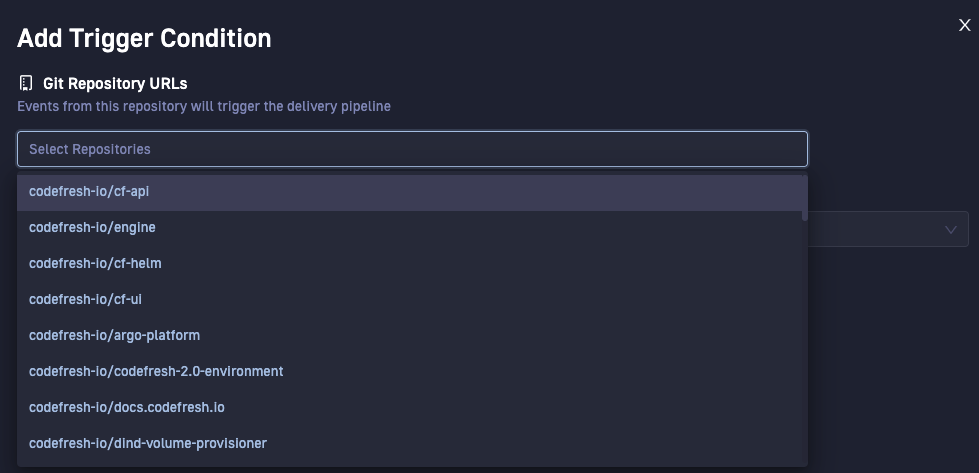 Add Trigger Condition
X
Git Repository URLs
Events from this repository will trigger the delivery pipeline
Select Repositories
codefresh-io/cf-api
codefresh-io/engine
codefresh-io/cf-helm
codefresh-io/cf-ui
codefresh-io/argo-platform
codefresh-io/codefresh-2.0-environment
codefresh-io/docs.codefresh.io
codefresh-io/dind-volume-provisioner